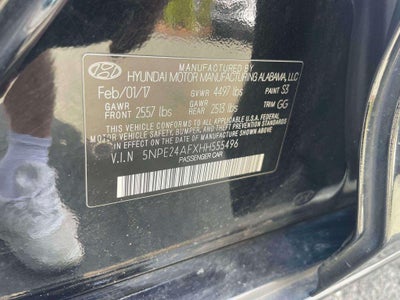 MANUFACTURED BY
HYUNDAI MOTOR MANUFACTURING ALABAMA, LLC
Feb/01/17 GVWR 4497 lbs PAINT S3
GAWR FRONT 2557 lbs GAWR REAR 2513 lbs TRIM GG
THIS VEHICLE CONFORMS TO ALL APPLICABLE U.S.A FEDERAL
MOTOR VEHICLE SAFETY, BUMPER, AND THEFT PREVENTION STANDARDS
IN EFFECT ON THE DATE OF MANUFACTURE SHOWN ABOVE.
V.I.N 5NPE24AFXHH555496
PASSENGER CAR